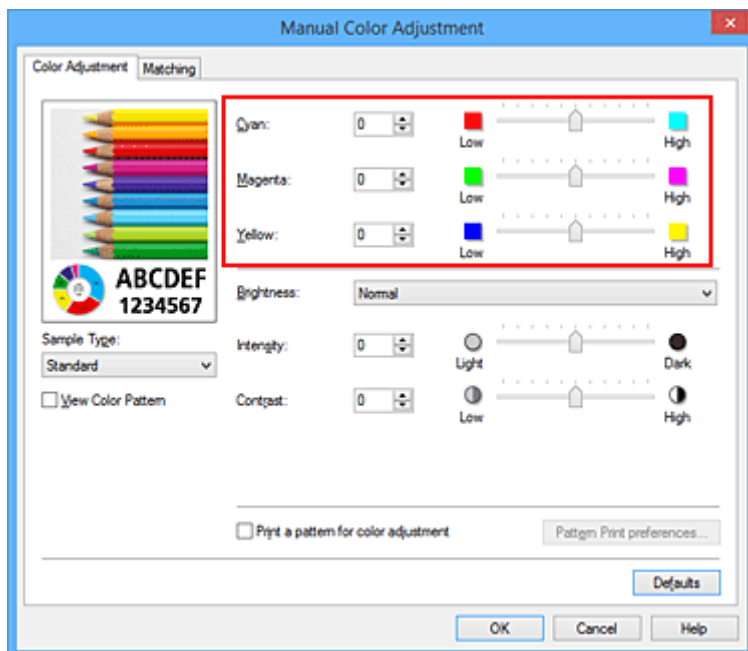 Manual Color Adjustment
Color Adjustment Matching
Cyan: 0 Low High
Magenta: 0 Low High
Yellow: 0 Low High
ABCDEF
1234567
Brightness: Normal
Sample Type:
Standard
Intensity: 0 Light Dark
View Color Pattern
Contrast: 0 Low High
Print a pattern for color adjustment Pattern Print preferences...
Defaults
OK Cancel Help